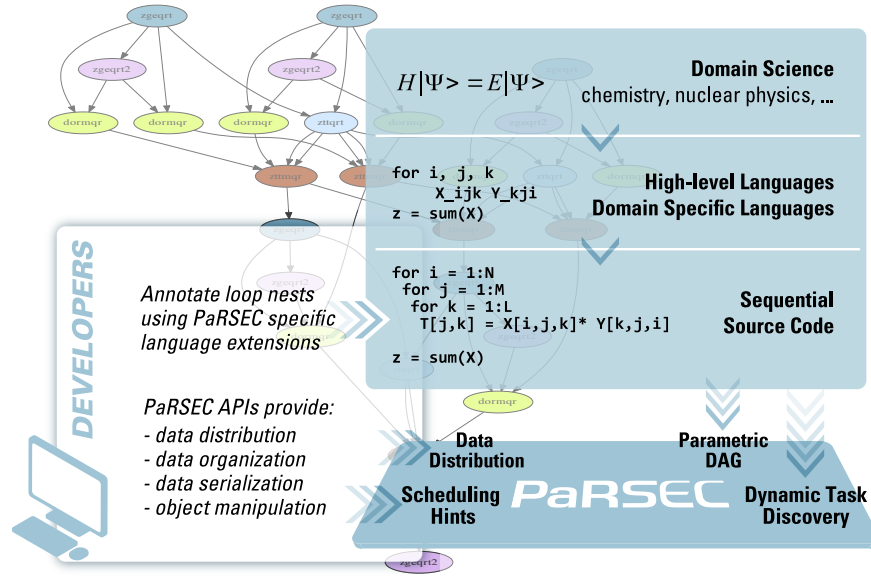 zgeqrt
zgeqrt
zgeqrt2
zgeqrt2
dormqr
dormqr
dormqr
zttqrt
dormqr
zttmqr
H|Ψ> = E|Ψ>
Domain Science
chemistry, nuclear physics, ...
for i, j, k
X_ijk Y_kji
z = sum(X)
High-level Languages
Domain Specific Languages
for i = 1:N
for j = 1:M
for k = 1:L
T[j,k] = X[i,j,k]* Y[k,j,i]
z = sum(X)
Sequential
Source Code
DEVELOPERS
Annotate loop nests
using PaRSEC specific
language extensions
PaRSEC APIs provide:
- data distribution
- data organization
- data serialization
- object manipulation
dormqr
Data
Distribution
Parametric
DAG
Scheduling
Hints
PaRSEC
Dynamic Task
Discovery
zgeqrt2